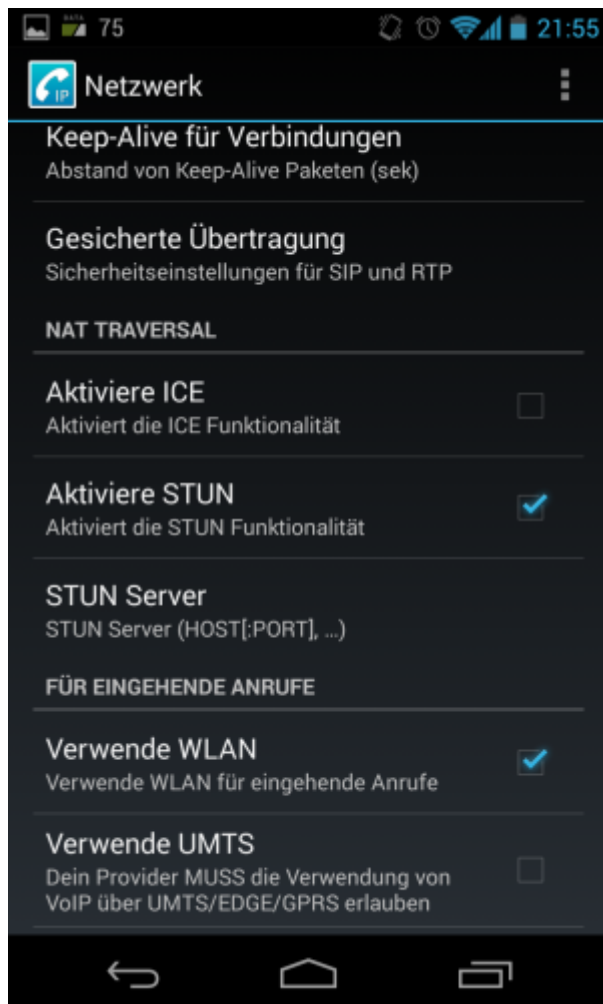 DATA
75
21:55
IP
Netzwerk
Keep-Alive für Verbindungen
Abstand von Keep-Alive Paketen (sek)
Gesicherte Übertragung
Sicherheitseinstellungen für SIP und RTP
NAT TRAVERSAL
Aktiviere ICE
Aktiviert die ICE Funktionalität
Aktiviere STUN
Aktiviert die STUN Funktionalität
STUN Server
STUN Server (HOST[:PORT], ...)
FÜR EINGEHENDE ANRUFE
Verwende WLAN
Verwende WLAN für eingehende Anrufe
Verwende UMTS
Dein Provider MUSS die Verwendung von
VoIP über UMTS/EDGE/GPRS erlauben